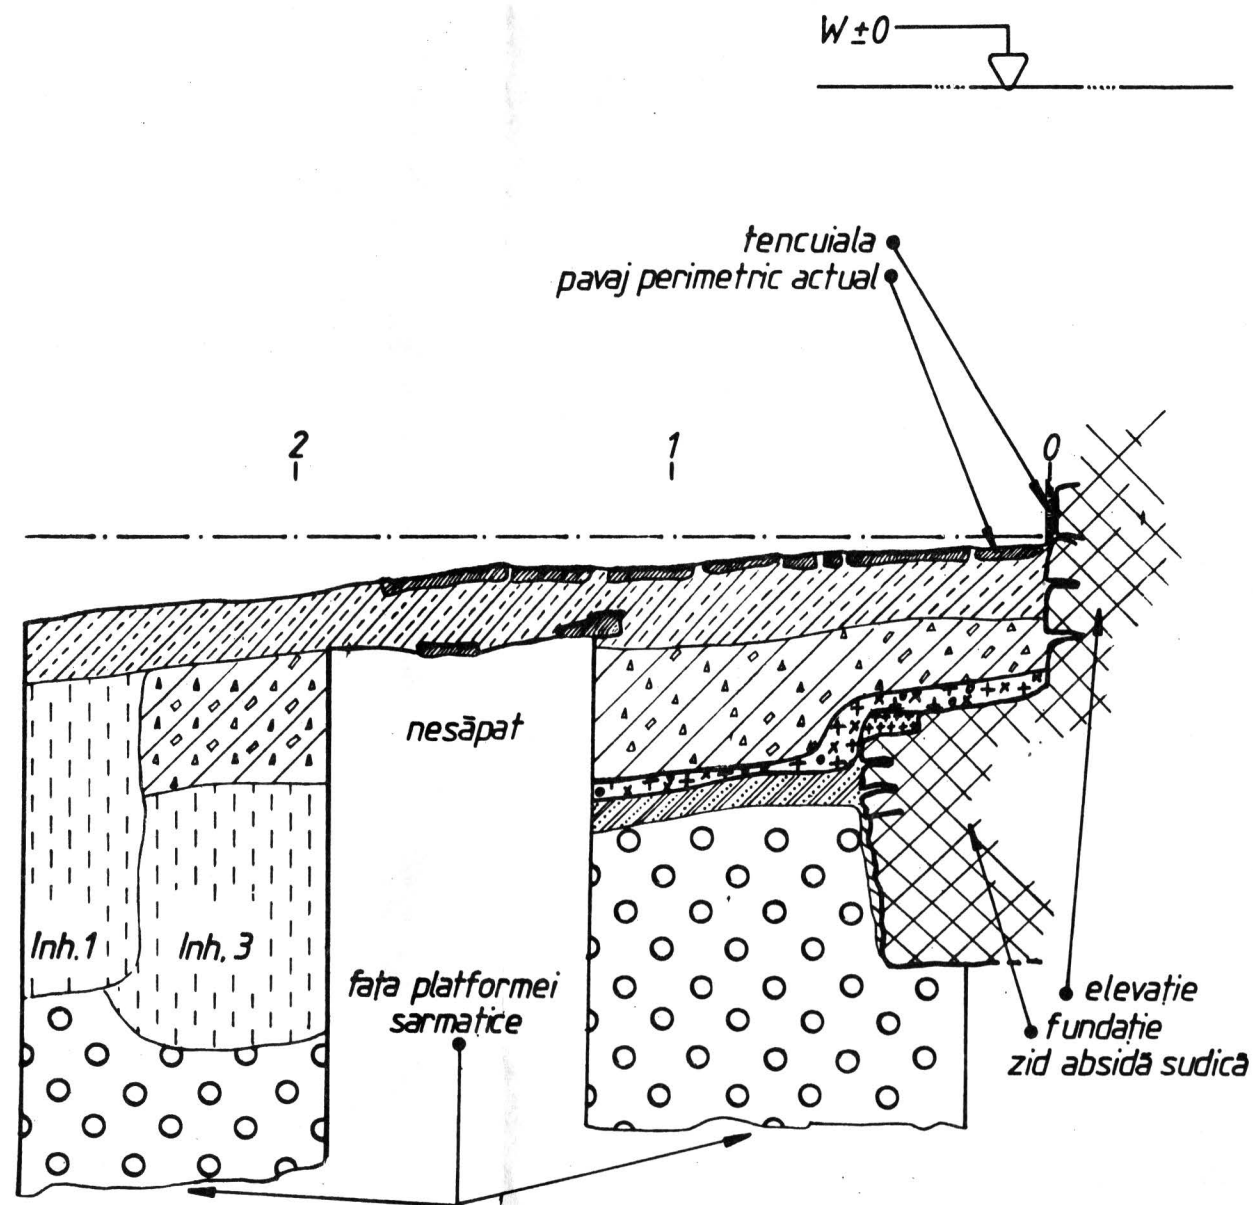 W±0
tencuiala
pavaj perimetric actual
2 1 0
nesăpat
Inh.1
Inh. 3
fața platformei
sarmatice
elevație
fundație
zid absidă sudică